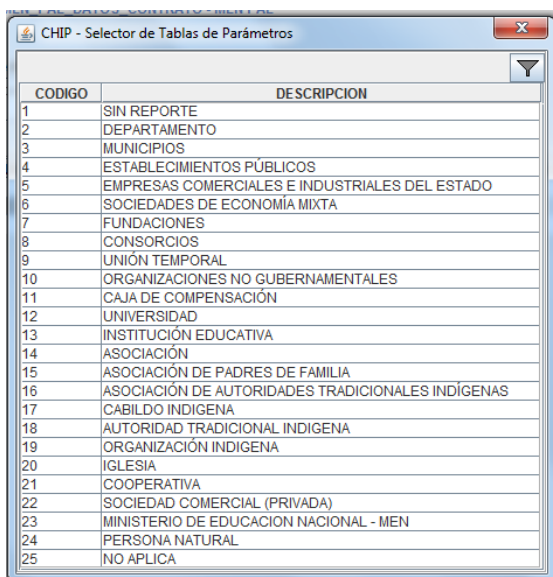 MEN_PAE_DATOS_CONTRATO - MEN PAE
CHIP - Selector de Tablas de Parámetros
CODIGO DESCRIPCION
1 SIN REPORTE
2 DEPARTAMENTO
3 MUNICIPIOS
4 ESTABLECIMIENTOS PÚBLICOS
5 EMPRESAS COMERCIALES E INDUSTRIALES DEL ESTADO
6 SOCIEDADES DE ECONOMÍA MIXTA
7 FUNDACIONES
8 CONSORCIOS
9 UNIÓN TEMPORAL
10 ORGANIZACIONES NO GUBERNAMENTALES
11 CAJA DE COMPENSACIÓN
12 UNIVERSIDAD
13 INSTITUCIÓN EDUCATIVA
14 ASOCIACIÓN
15 ASOCIACIÓN DE PADRES DE FAMILIA
16 ASOCIACIÓN DE AUTORIDADES TRADICIONALES INDÍGENAS
17 CABILDO INDIGENA
18 AUTORIDAD TRADICIONAL INDIGENA
19 ORGANIZACIÓN INDIGENA
20 IGLESIA
21 COOPERATIVA
22 SOCIEDAD COMERCIAL (PRIVADA)
23 MINISTERIO DE EDUCACION NACIONAL - MEN
24 PERSONA NATURAL
25 NO APLICA